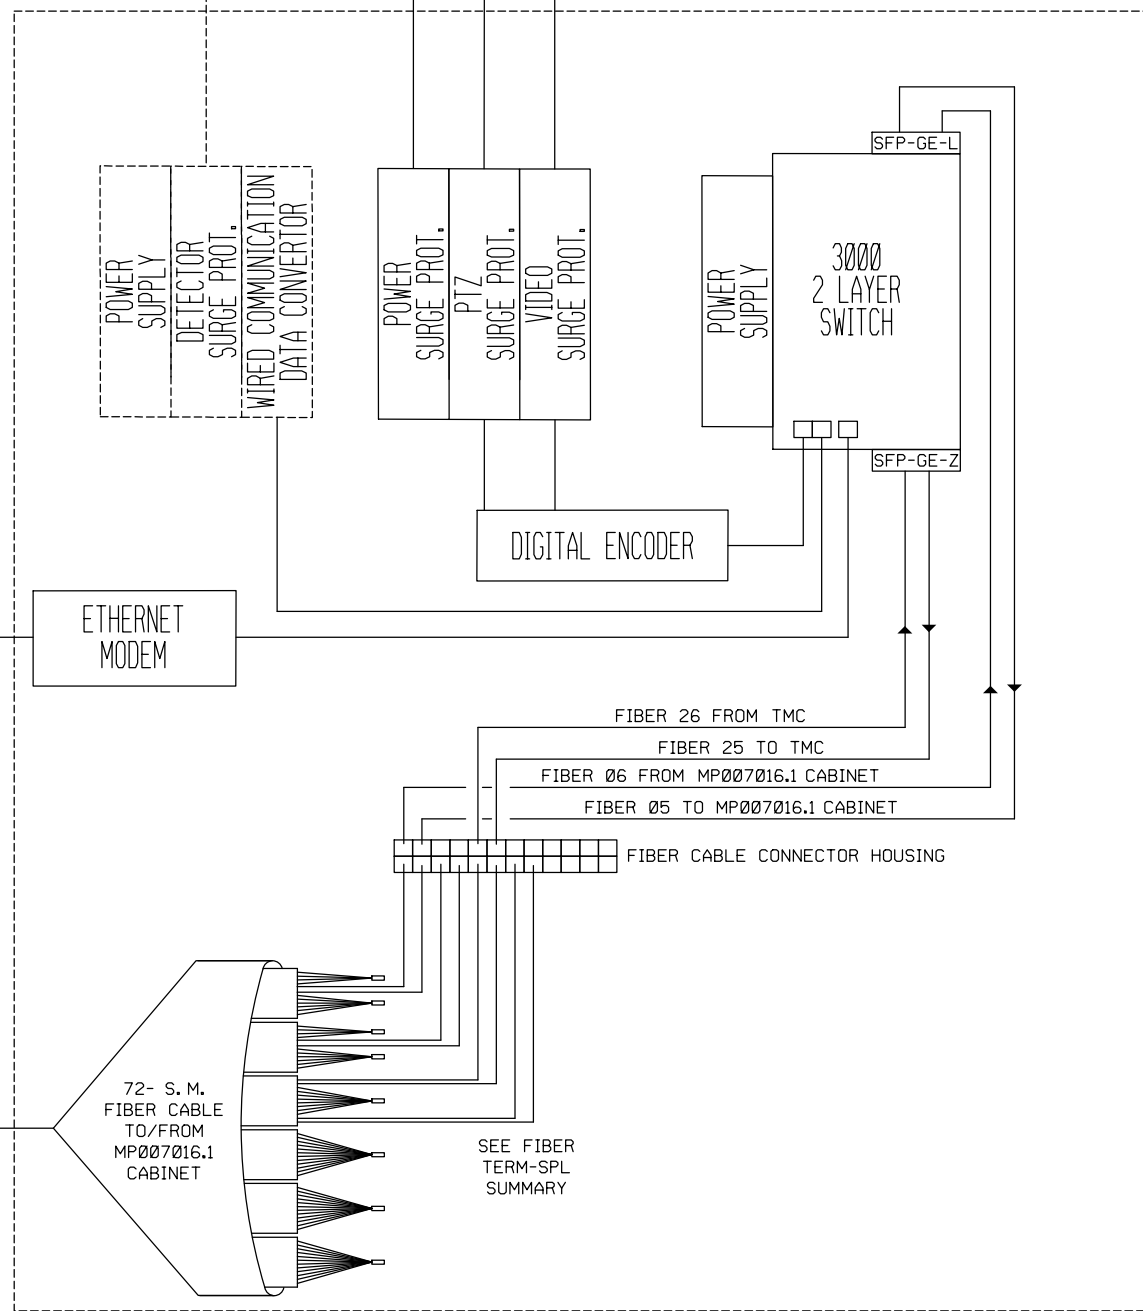 SFP-GE-L
POWER
SUPPLY
DETECTOR
SURGE PROT.
WIRED COMMUNICATION
DATA CONVERTOR
POWER
SURGE PROT.
PTZ
SURGE PROT.
VIDEO
SURGE PROT.
POWER
SUPPLY
3000
2 LAYER
SWITCH
SFP-GE-Z
DIGITAL ENCODER
ETHERNET
MODEM
FIBER 26 FROM TMC
FIBER 25 TO TMC
FIBER 06 FROM MP007016.1 CABINET
FIBER 05 TO MP007016.1 CABINET
FIBER CABLE CONNECTOR HOUSING
72- S.M.
FIBER CABLE
TO/FROM
MP007016.1
CABINET
SEE FIBER
TERM-SPL
SUMMARY